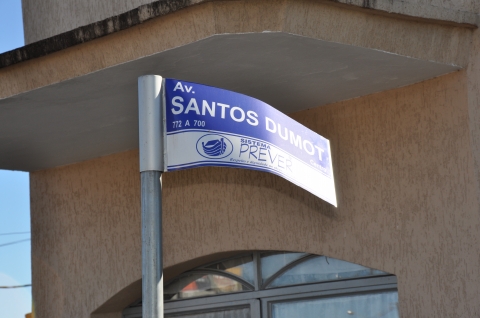 Av.
SANTOS DUMOT
772 A 700
SISTEMA
PREVER